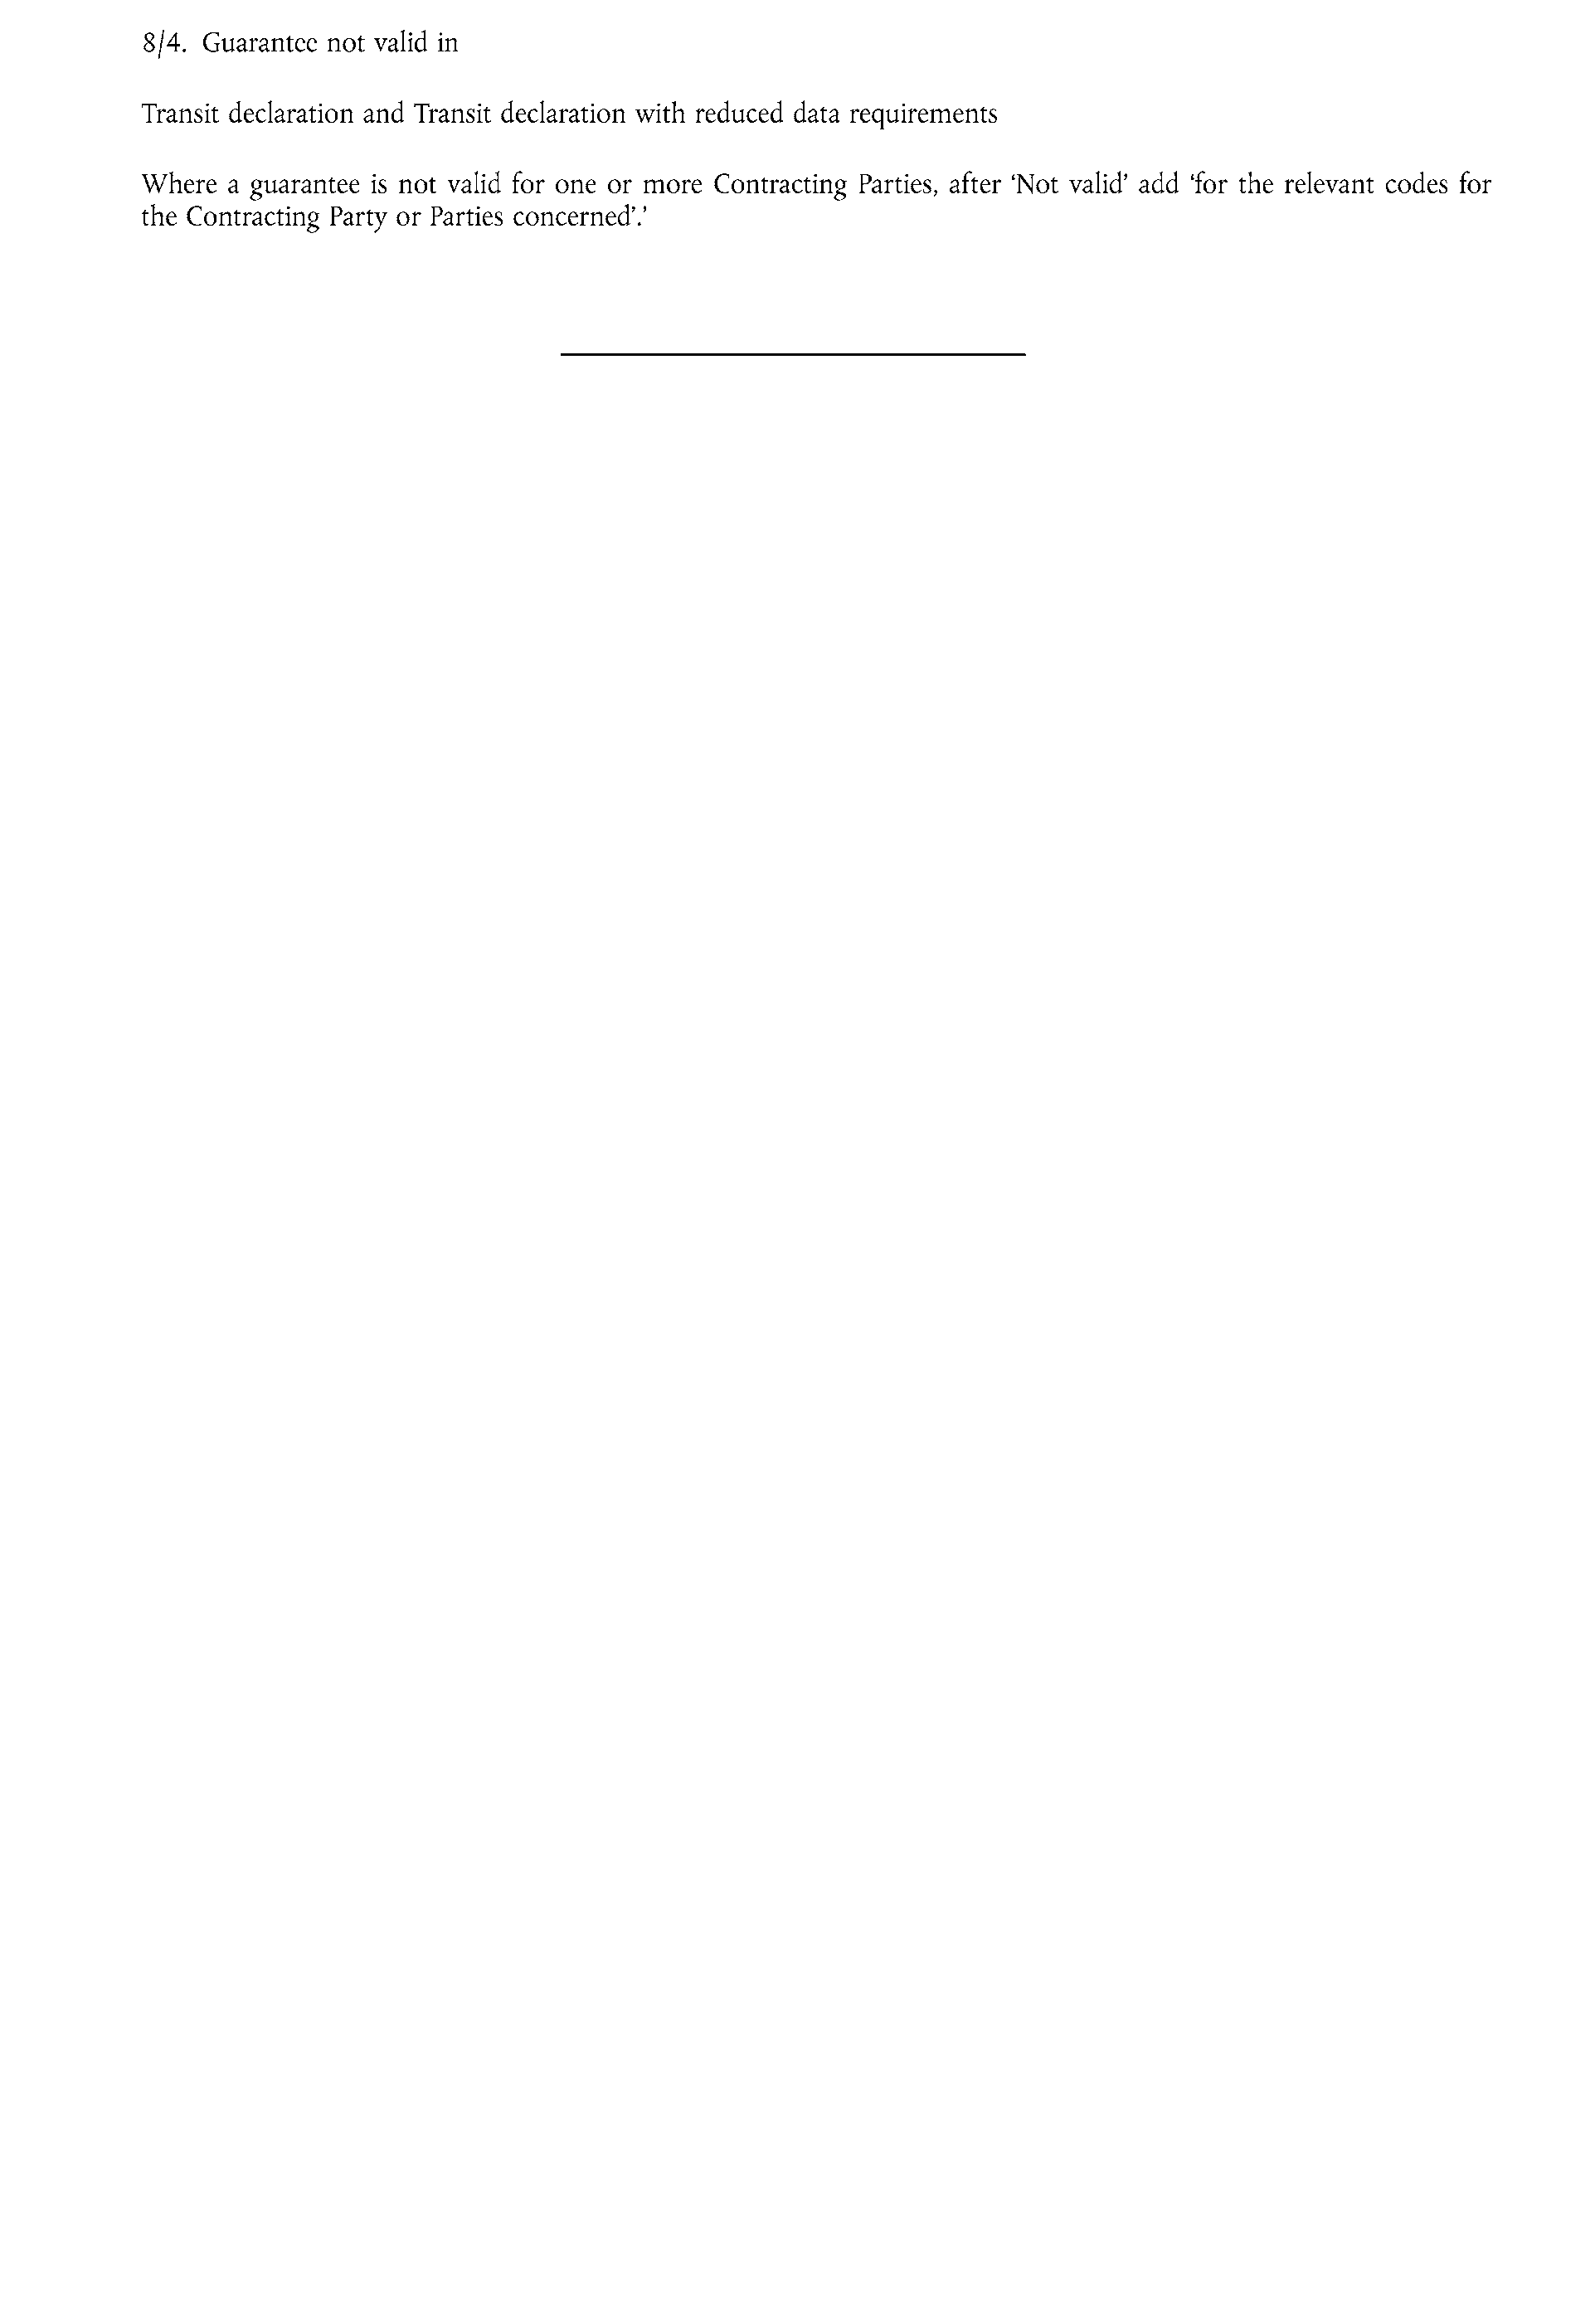 8/4. Guarantee not valid in
Transit declaration and Transit declaration with reduced data requirements
Where a guarantee is not valid for one or more Contracting Parties, after ‘Not valid’ add ‘for the relevant codes for
the Contracting Party or Parties concerned’.’